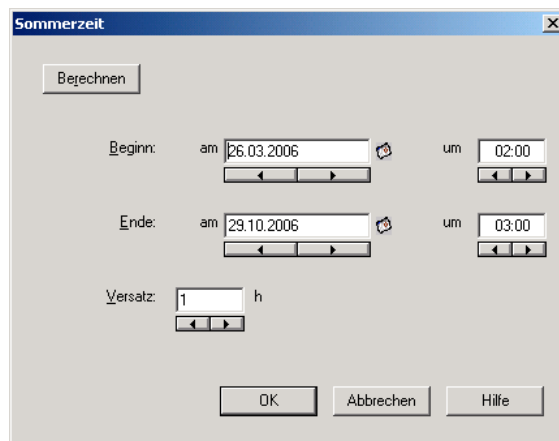 Sommerzeit
Berechnen
Beginn: am 26.03.2006 um 02:00
Ende: am 29.10.2006 um 03:00
Versatz: 1 h
OK Abbrechen Hilfe